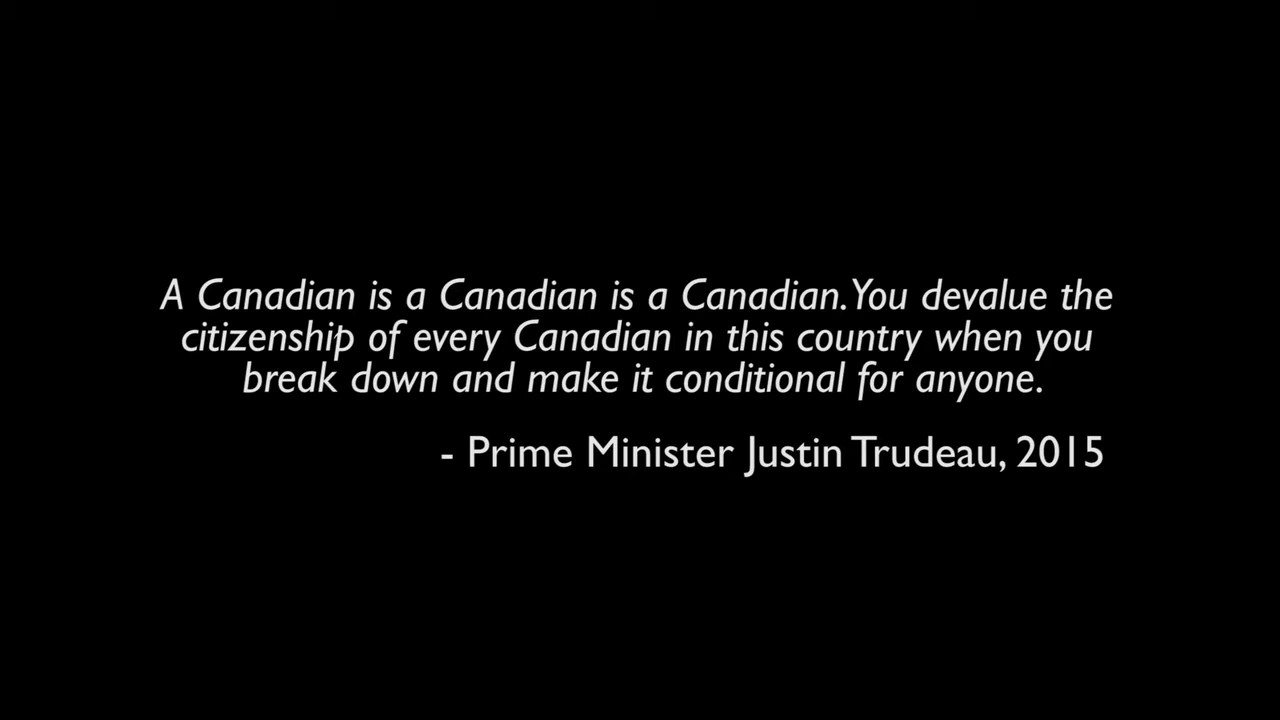 A Canadian is a Canadian is a Canadian. You devalue the
citizenship of every Canadian in this country when you
break down and make it conditional for anyone.
- Prime Minister Justin Trudeau, 2015